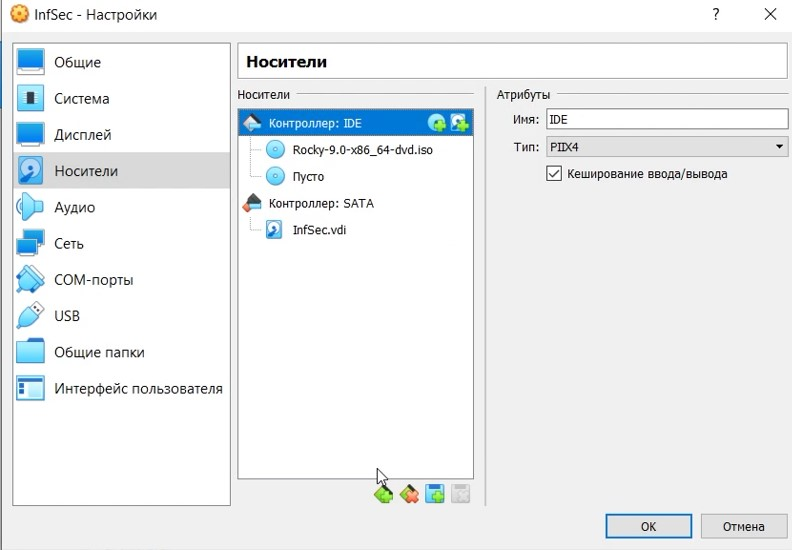 InfSec - Настройки
?
Общие
Система
Дисплей
Носители
Аудио
Сеть
COM-порты
USB
Общие папки
Интерфейс пользователя
Носители
Носители
Контроллер: IDE
Rocky-9.0-x86_64-dvd.iso
Пусто
Контроллер: SATA
InfSec.vdi
Атрибуты
Имя: IDE
Тип: PIIX4
Кеширование ввода/вывода
OK
Отмена